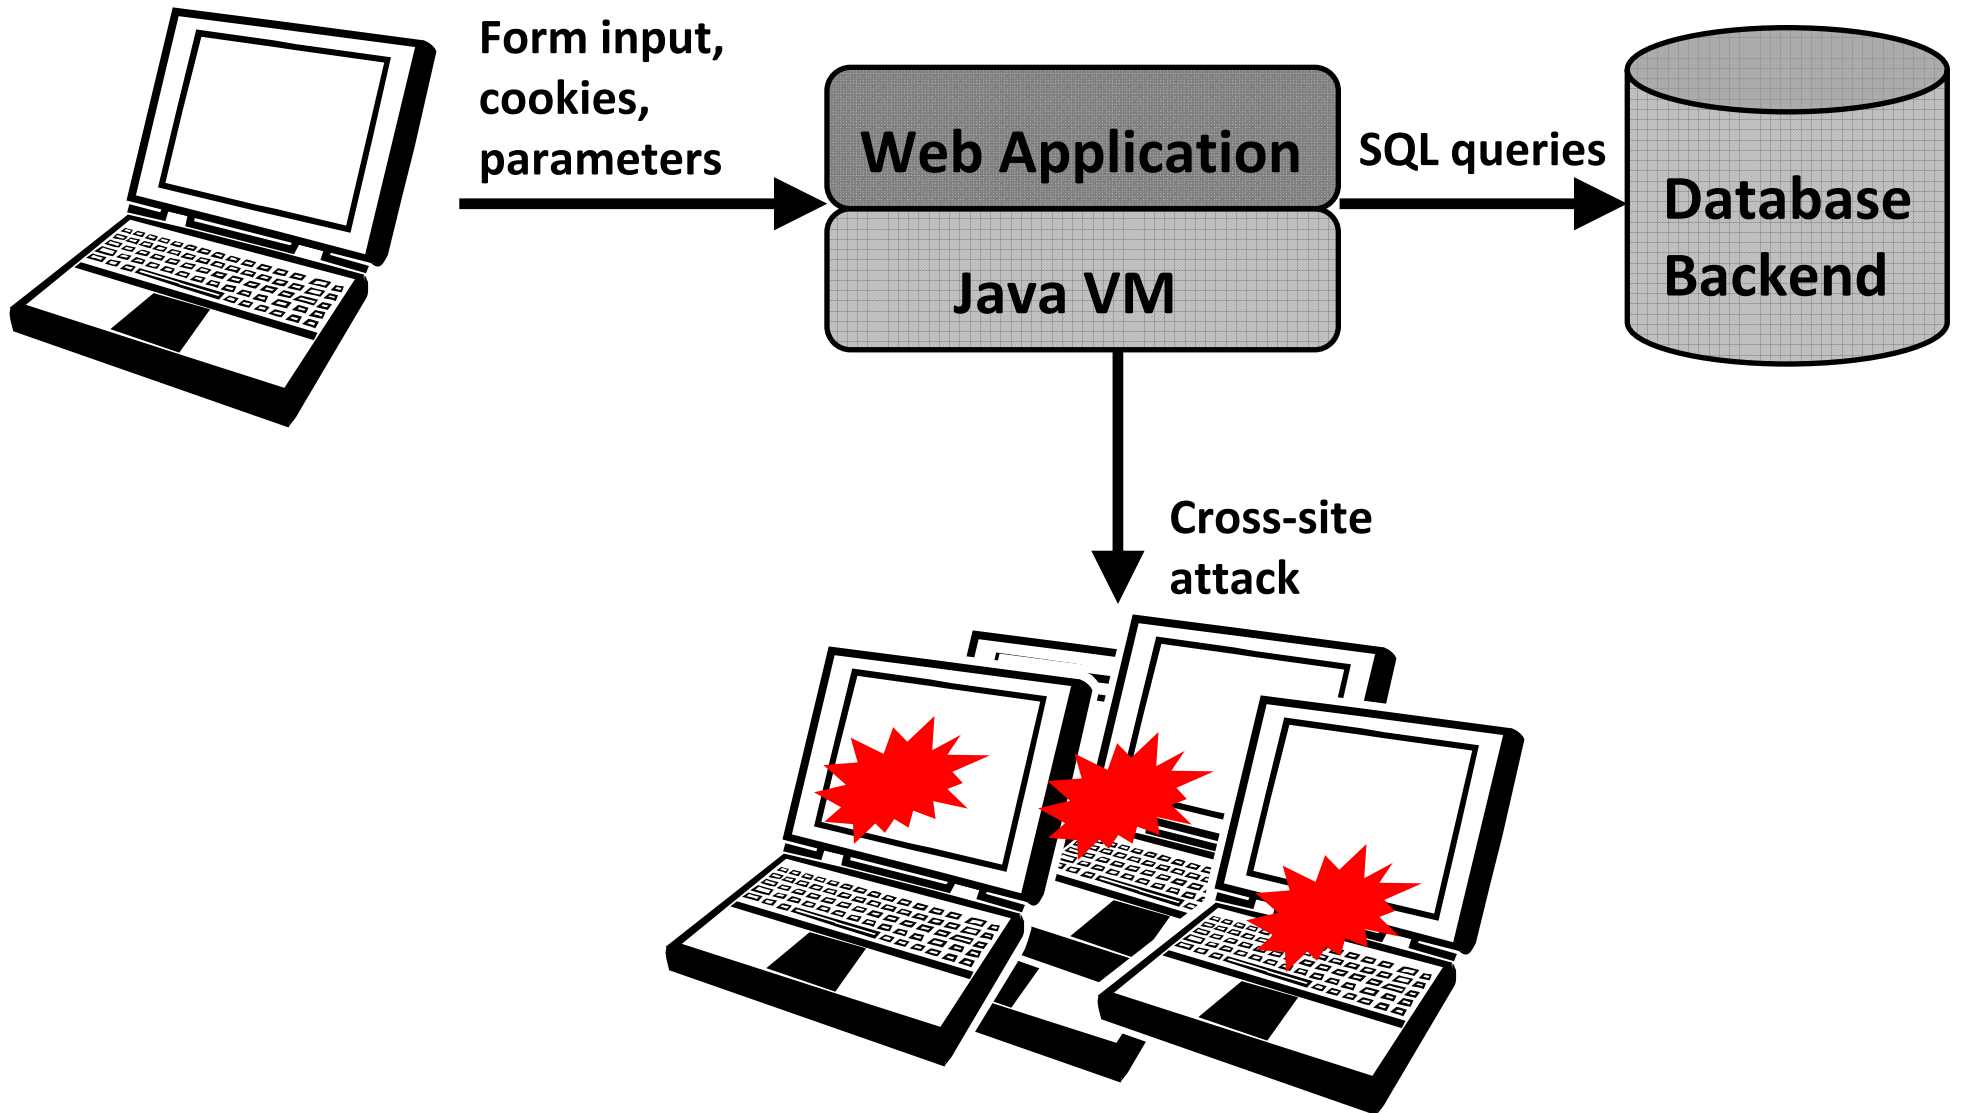 Form input,
cookies,
parameters
Web Application
Java VM
SQL queries
Database
Backend
Cross-site
attack